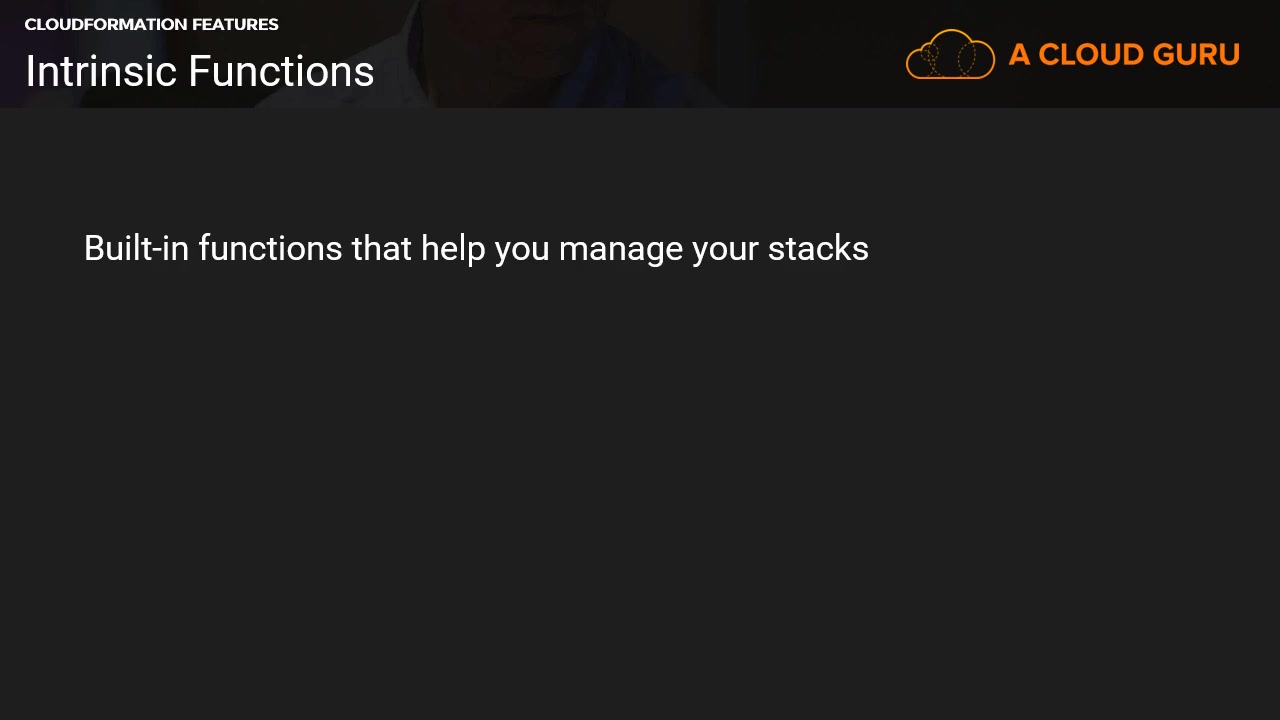 CLOUDFORMATION FEATURES
Intrinsic Functions
A CLOUD GURU
Built-in functions that help you manage your stacks